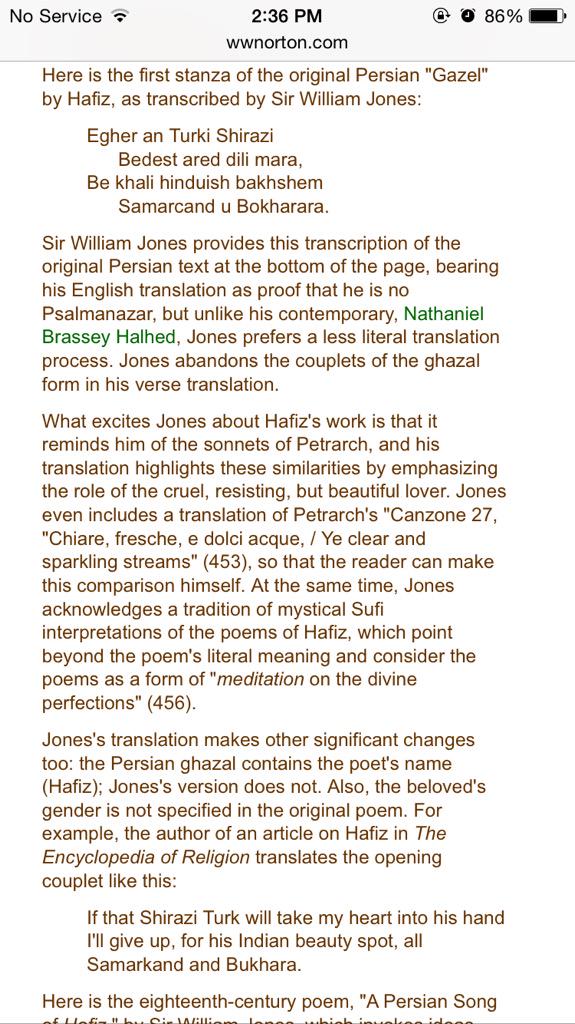 No Service 2:36 PM 86%
wwnorton.com
Here is the first stanza of the original Persian "Gazel"
by Hafiz, as transcribed by Sir William Jones:
Egher an Turki Shirazi
Bedest ared dili mara,
Be khali hinduish bakhshem
Samarcand u Bokharara.
Sir William Jones provides this transcription of the
original Persian text at the bottom of the page, bearing
his English translation as proof that he is no
Psalmanazar, but unlike his contemporary, Nathaniel
Brassey Halhed, Jones prefers a less literal translation
process. Jones abandons the couplets of the ghazal
form in his verse translation.
What excites Jones about Hafiz's work is that it
reminds him of the sonnets of Petrarch, and his
translation highlights these similarities by emphasizing
the role of the cruel, resisting, but beautiful lover. Jones
even includes a translation of Petrarch's "Canzone 27,
"Chiare, fresche, e dolci acque, / Ye clear and
sparkling streams" (453), so that the reader can make
this comparison himself. At the same time, Jones
acknowledges a tradition of mystical Sufi
interpretations of the poems of Hafiz, which point
beyond the poem's literal meaning and consider the
poems as a form of "meditation on the divine
perfections" (456).
Jones's translation makes other significant changes
too: the Persian ghazal contains the poet's name
(Hafiz); Jones's version does not. Also, the beloved's
gender is not specified in the original poem. For
example, the author of an article on Hafiz in The
Encyclopedia of Religion translates the opening
couplet like this:
If that Shirazi Turk will take my heart into his hand
I'll give up, for his Indian beauty spot, all
Samarkand and Bukhara.
Here is the eighteenth-century poem, "A Persian Song
of Hafiz," by Sir William Jones, which invokes ideas